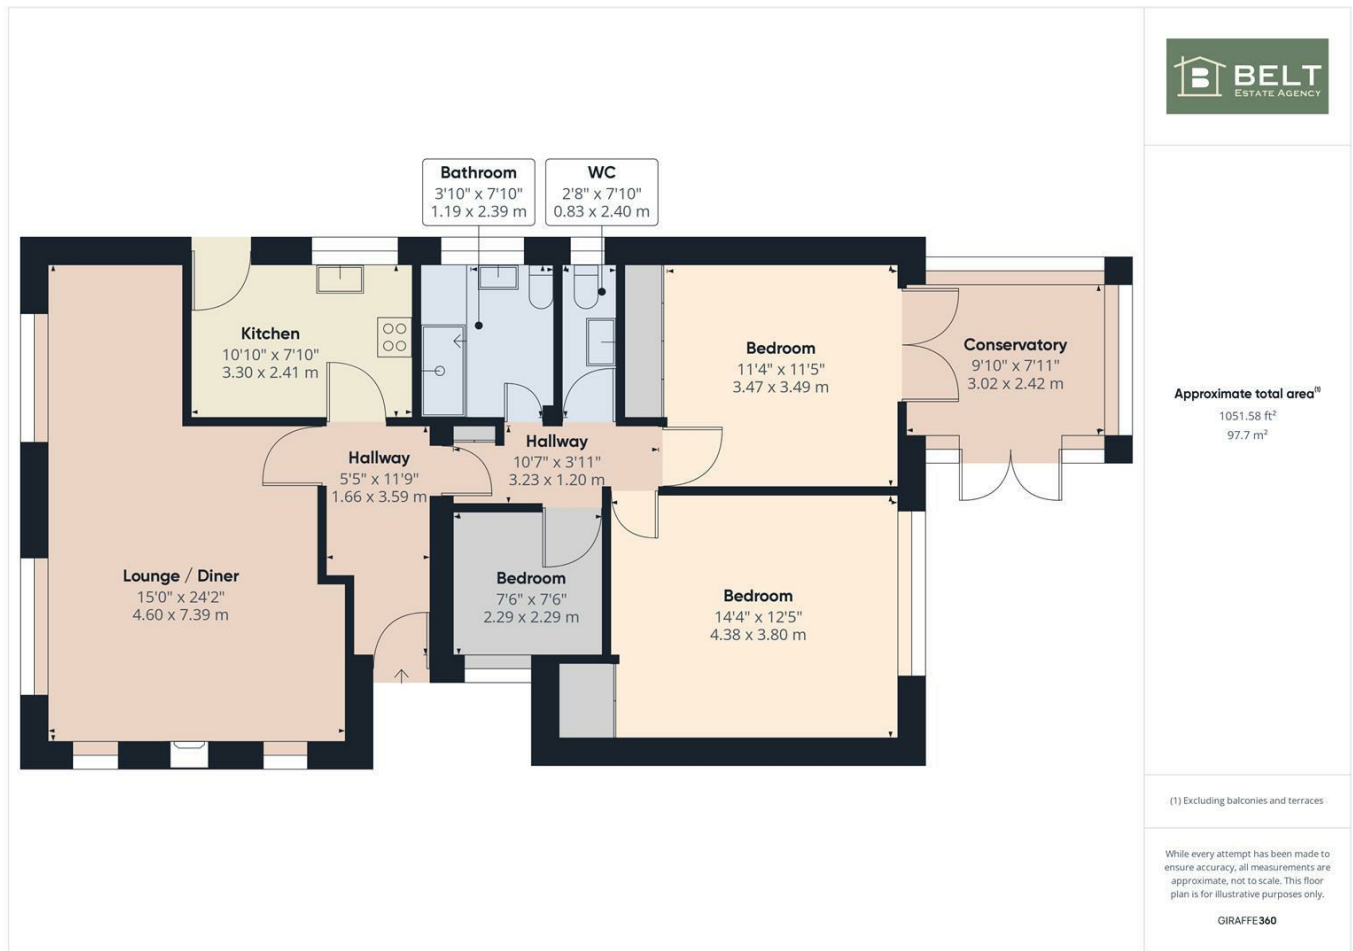 B BELT
ESTATE AGENCY
Bathroom
3'10" x 7'10"
1.19 x 2.39 m
WC
2'8" x 7'10"
0.83 x 2.40 m
Kitchen
10'10" x 7'10"
3.30 x 2.41 m
Bedroom
11'4" x 11'5"
3.47 x 3.49 m
Conservatory
9'10" x 7'11"
3.02 x 2.42 m
Hallway
5'5" x 11'9"
1.66 x 3.59 m
Hallway
10'7" x 3'11"
3.23 x 1.20 m
Lounge / Diner
15'0" x 24'2"
4.60 x 7.39 m
Bedroom
7'6" x 7'6"
2.29 x 2.29 m
Bedroom
14'4" x 12'5"
4.38 x 3.80 m
Approximate total area⁽¹⁾
1051.58 ft²
97.7 m²
(1) Excluding balconies and terraces
While every attempt has been made to
ensure accuracy, all measurements are
approximate, not to scale. This floor
plan is for illustrative purposes only.
GIRAFFE360